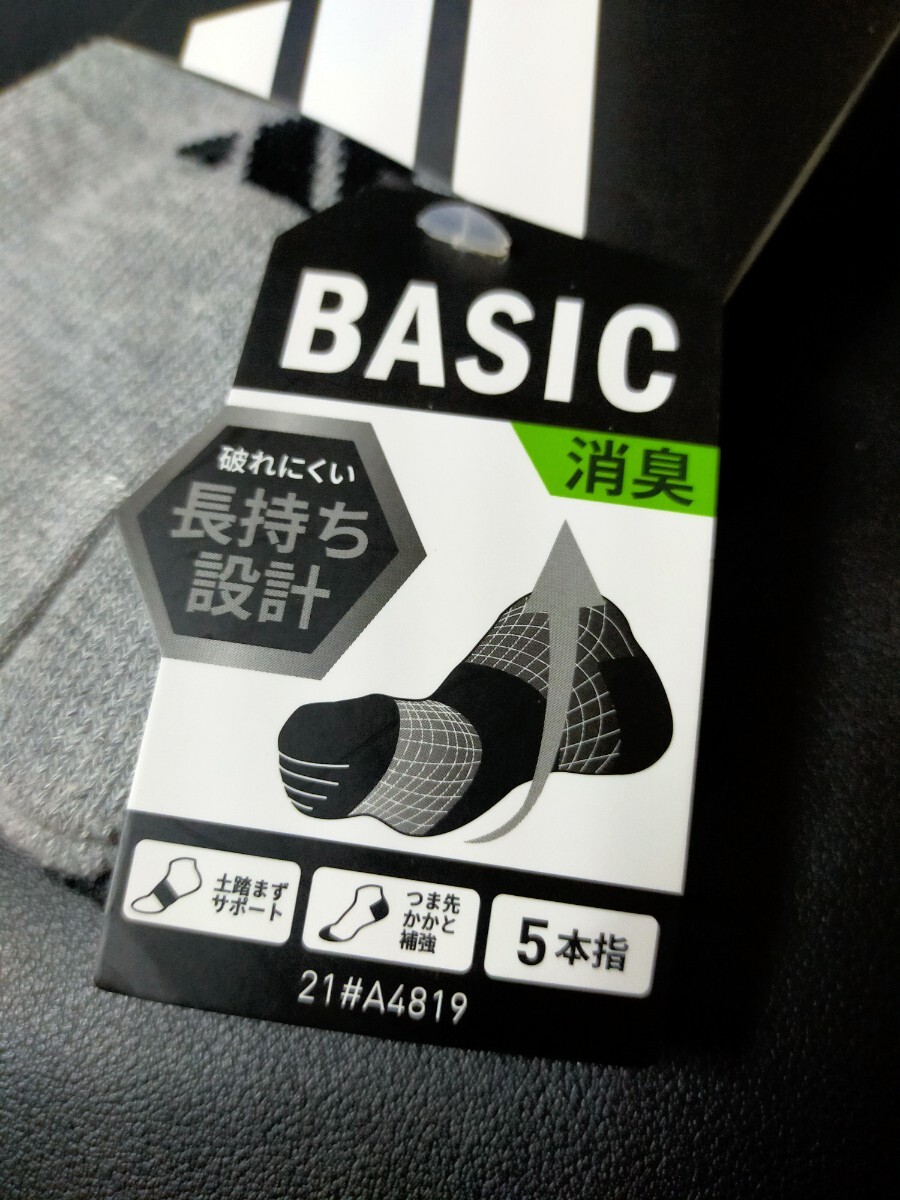 BASIC
消臭
破れにくい
長持ち
設計
土踏まず
サポート
つま先
かかと
補強
5本指
21#A4819